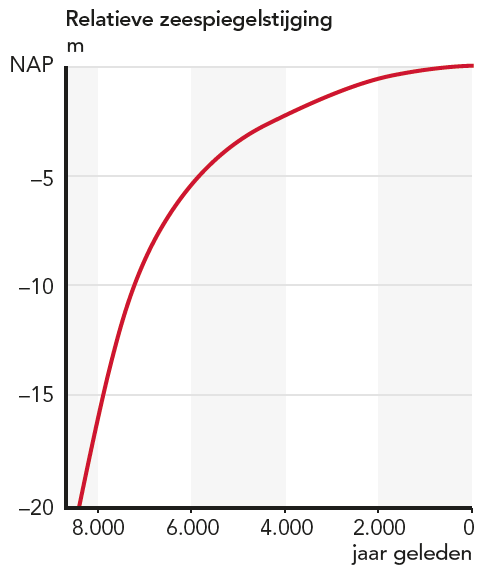 Relatieve zeespiegelstijging
m
NAP
–5
–10
–15
–20
8.000 6.000 4.000 2.000 0
jaar geleden